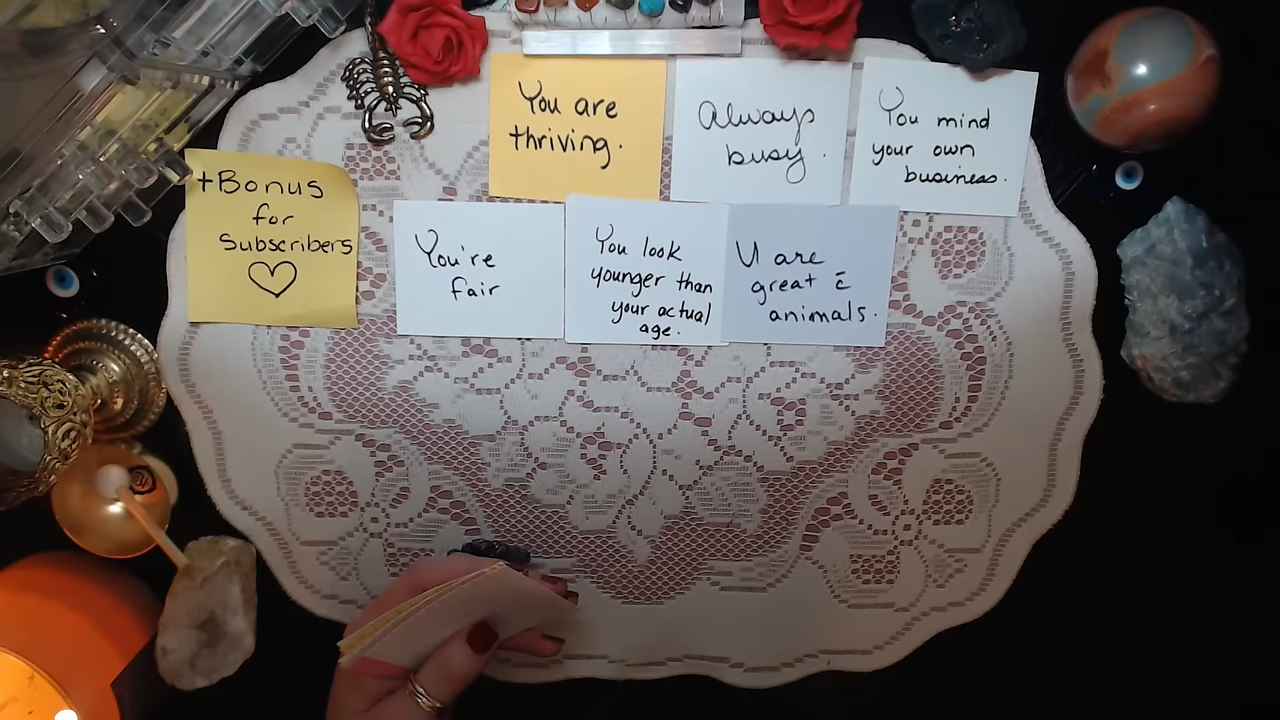 You are
thriving.
Always
busy.
You mind
your own
business.
+Bonus
for
Subscribers
You're
fair
You look
younger than
your actual
age.
U are
great c̄
animals.